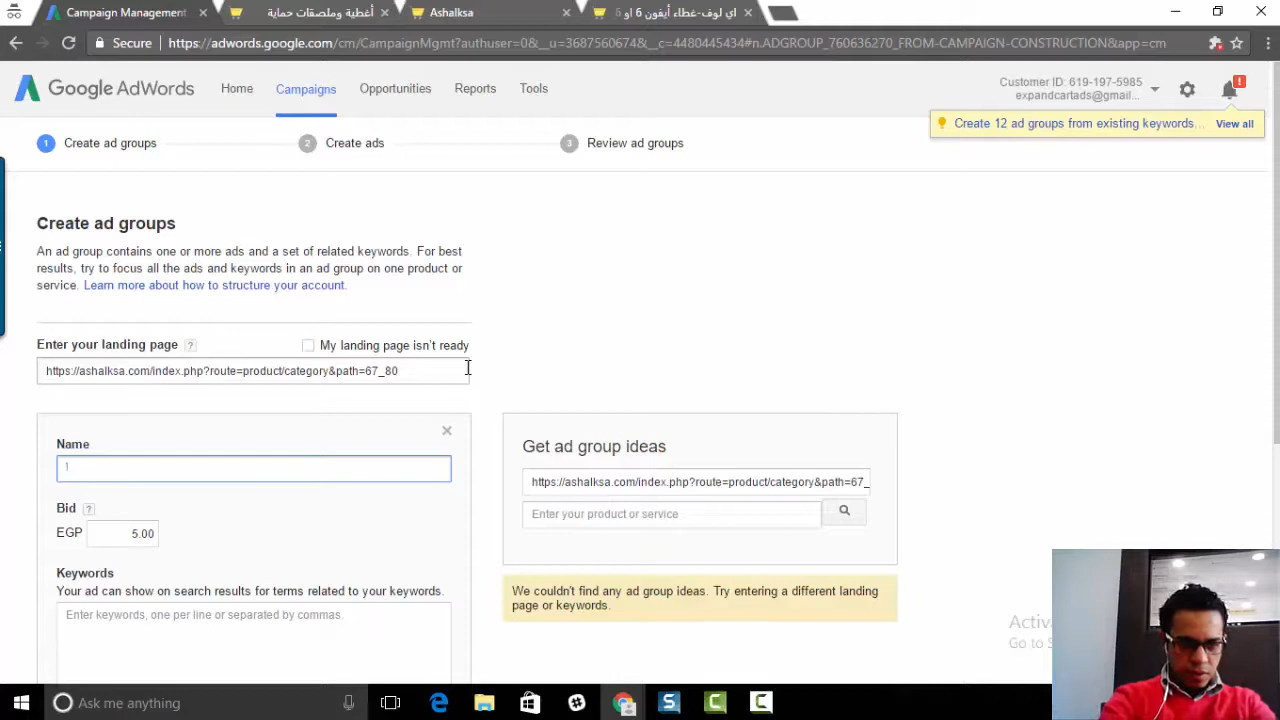 Campaign Management
أغطية وملصقات حماية
Ashalksa
اي لوف-غطاء أيفون 6 او 6
Secure
https://adwords.google.com/cm/CampaignMgmt?authuser=0&__u=3687560674&__c=4480445434#n.ADGROUP_760636270_FROM-CAMPAIGN-CONSTRUCTION&app=cm
Google AdWords
Home
Campaigns
Opportunities
Reports
Tools
Customer ID: 619-197-5985
expandcartads@gmail...
!
Create 12 ad groups from existing keywords...
View all
1 Create ad groups
2 Create ads
3 Review ad groups
Create ad groups
An ad group contains one or more ads and a set of related keywords. For best
results, try to focus all the ads and keywords in an ad group on one product or
service. Learn more about how to structure your account.
Enter your landing page ?
My landing page isn't ready
https://ashalksa.com/index.php?route=product/category&path=67_80
Name
Bid ?
EGP 5.00
Keywords
Your ad can show on search results for terms related to your keywords.
Enter keywords, one per line or separated by commas.
Get ad group ideas
https://ashalksa.com/index.php?route=product/category&path=67_
Enter your product or service
We couldn't find any ad group ideas. Try entering a different landing
page or keywords.
Go to
Ask me anything